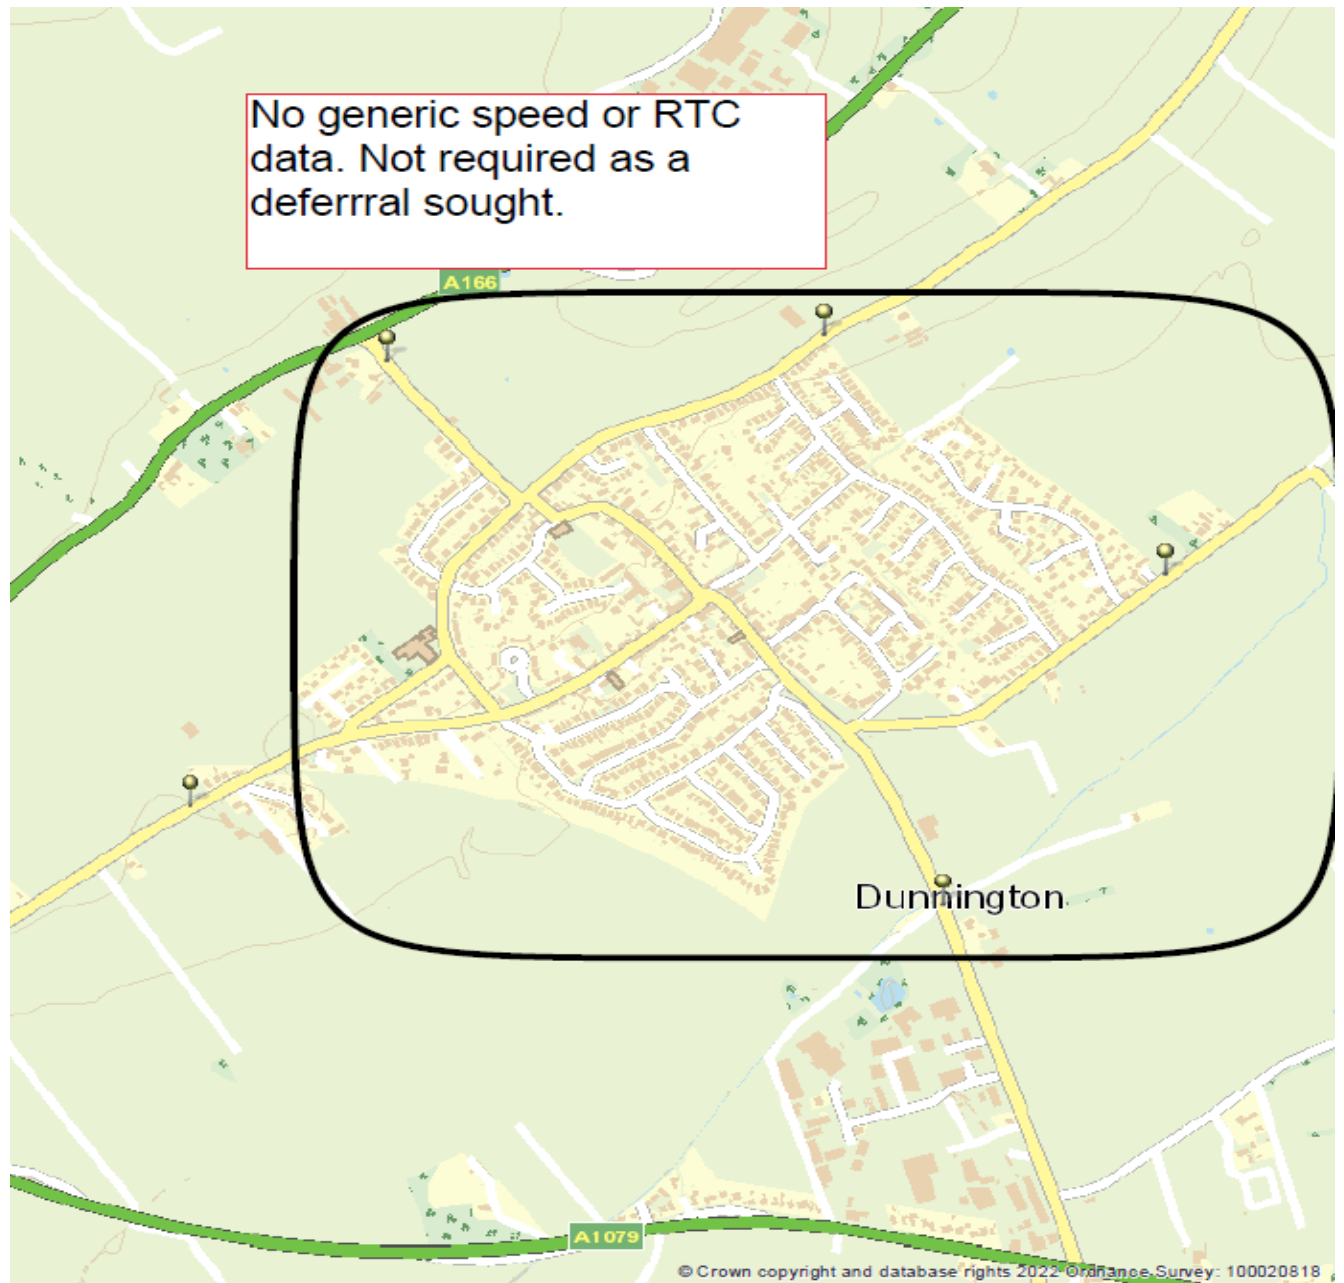 No generic speed or RTC
data. Not required as a
deferrral sought.
A166
Dunnington
A1079
© Crown copyright and database rights 2022 Ordnance Survey: 100020818